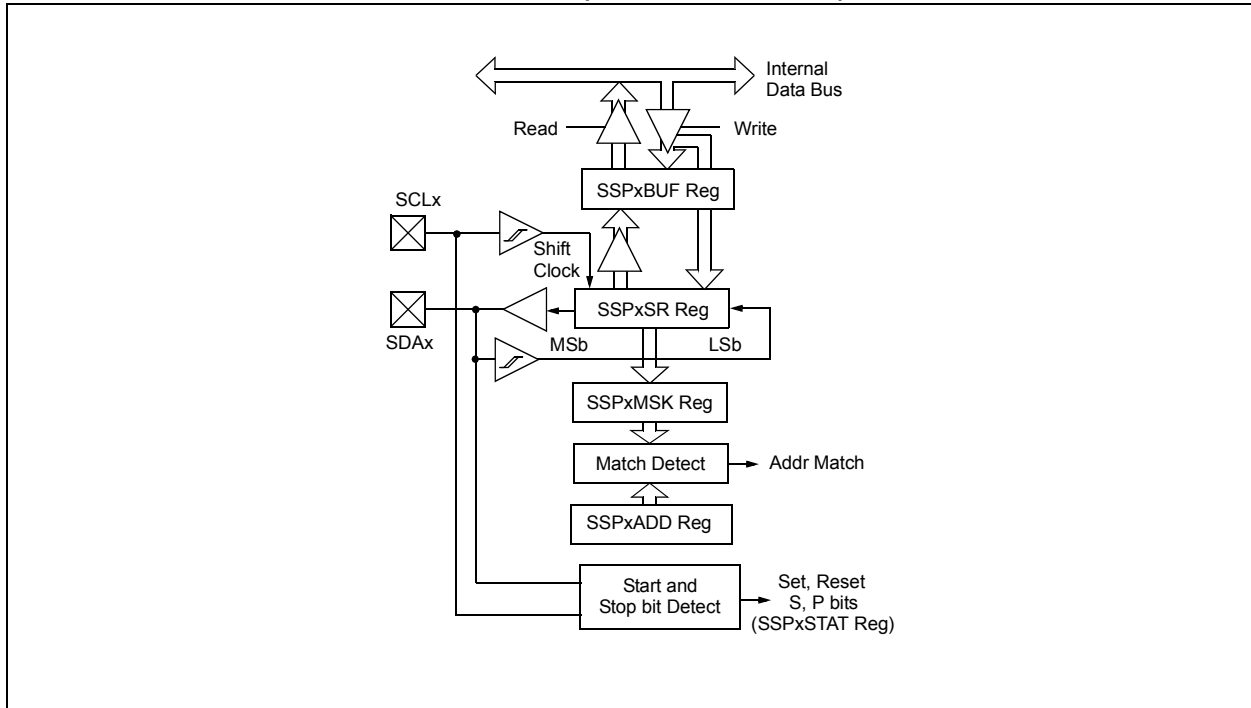 Internal
Data Bus
Read
Write
SSPxBUF Reg
SCLx
Shift
Clock
SSPxSR Reg
SDAx
MSb
LSb
SSPxMSK Reg
Match Detect
Addr Match
SSPxADD Reg
Start and
Stop bit Detect
Set, Reset
S, P bits
(SSPxSTAT Reg)